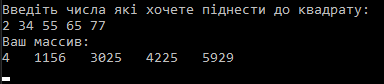 Введіть числа які хочете піднести до квадрату:
2 34 55 65 77
Ваш массив:
4   1156   3025   4225   5929